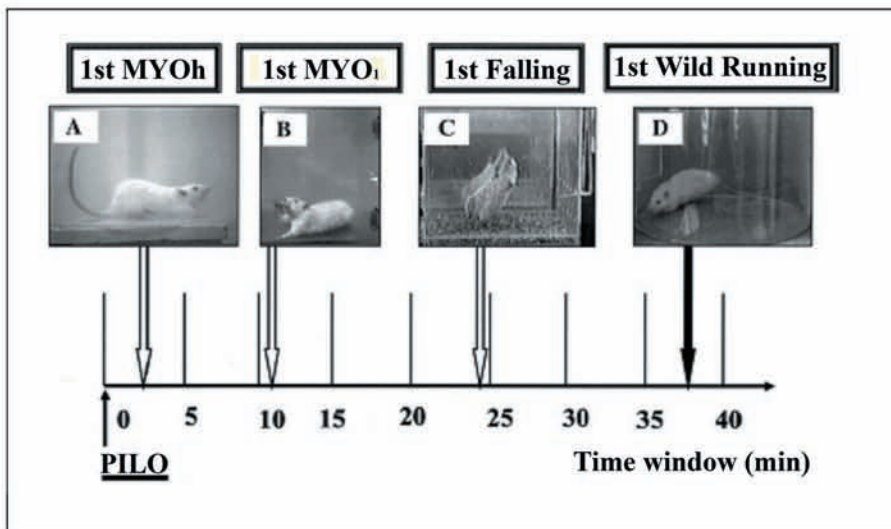 1st MYOh
1st MYO₁
1st Falling
1st Wild Running
A
B
C
D
0 5 10 15 20 25 30 35 40
PILO
Time window (min)